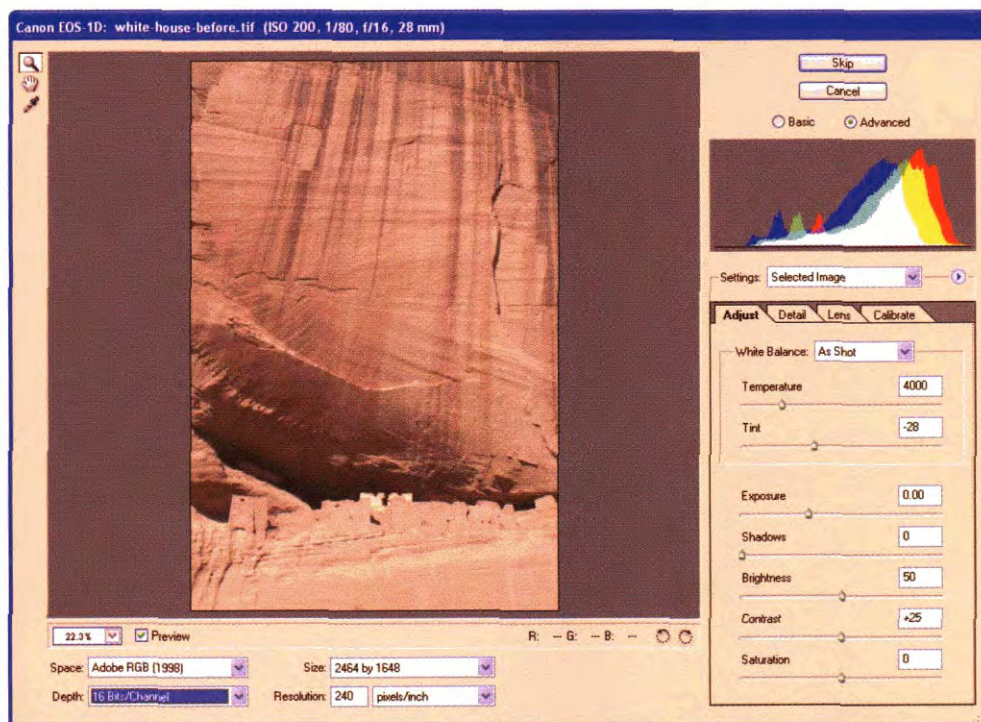 Canon EOS-1D: white-house-before.tif (ISO 200, 1/80, f/16, 28 mm)
Skip
Cancel
Basic Advanced
Settings: Selected Image
Adjust Detail Lens Calibrate
White Balance: As Shot
Temperature 4000
Tint -28
Exposure 0.00
Shadows 0
Brightness 50
Contrast +25
Saturation 0
22.3% Preview R: -- G: -- B: --
Space: Adobe RGB (1998) Size: 2464 by 1648
Depth: 16 Bits/Channel Resolution: 240 pixels/inch